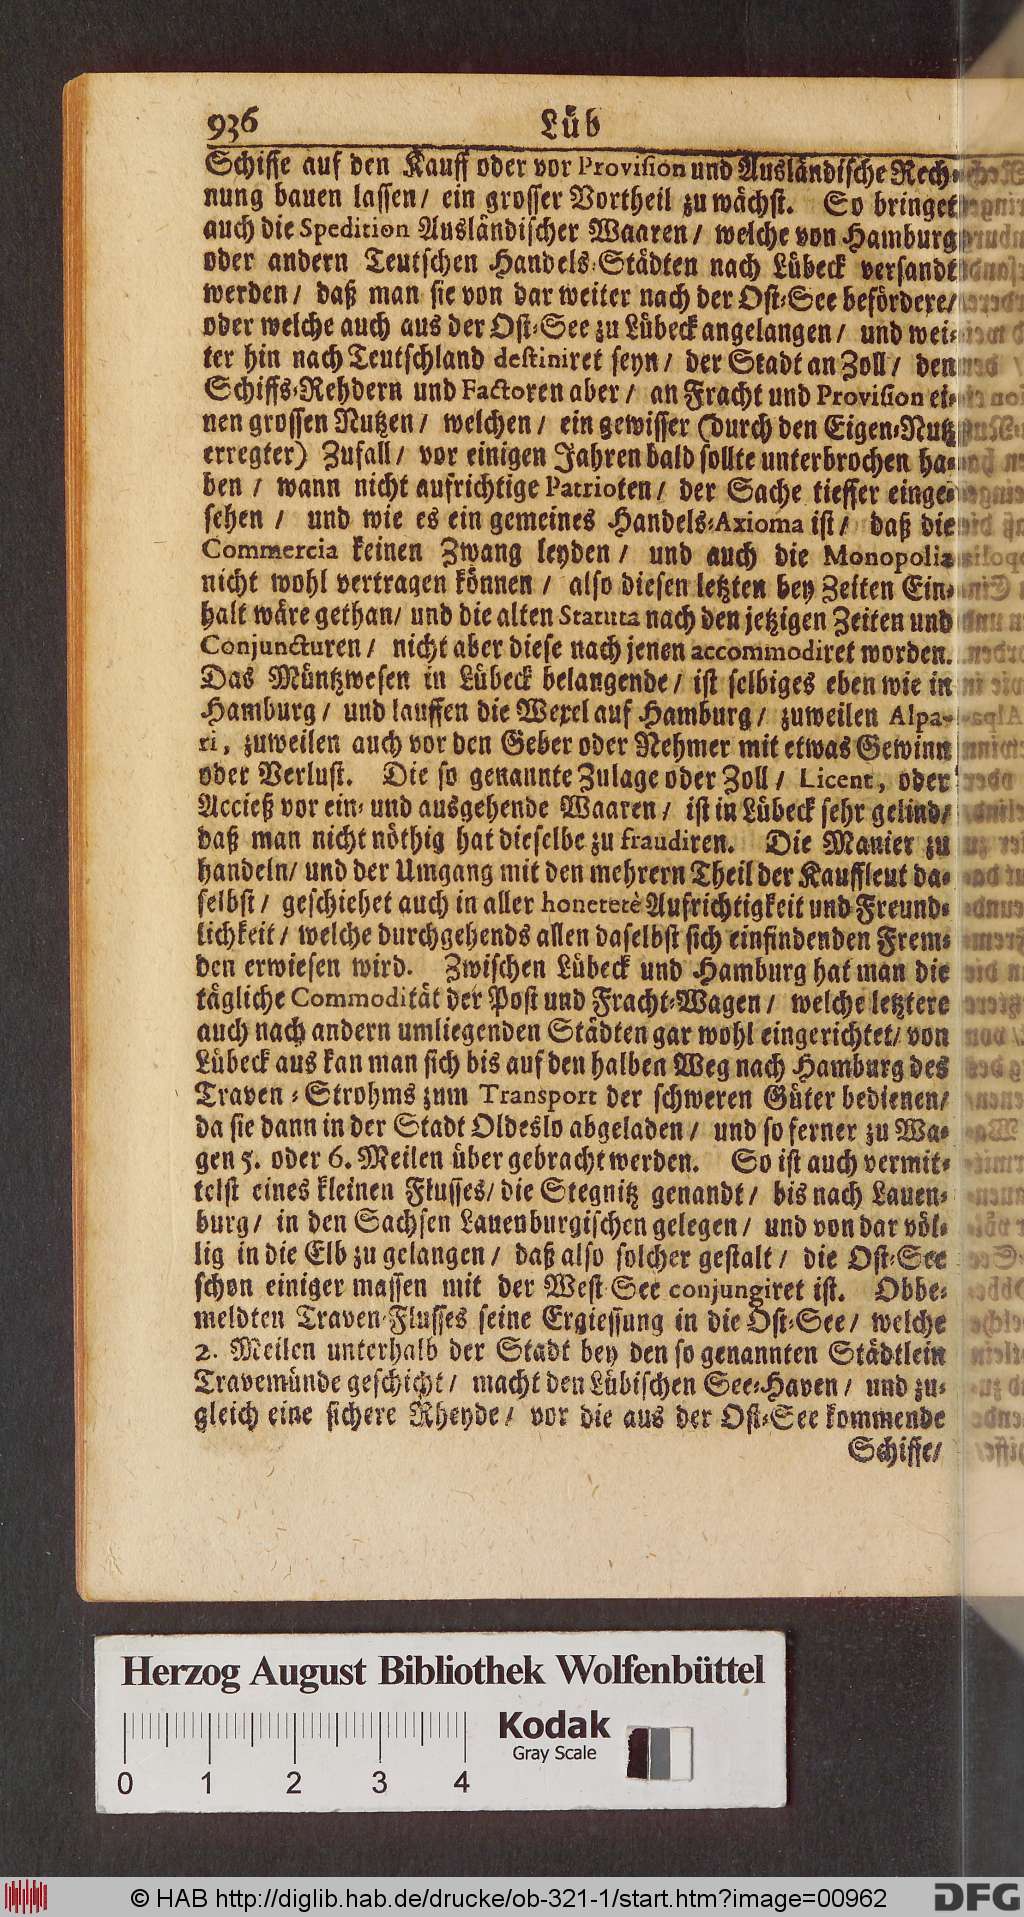 936 Lüb
Schiffe auf den Kauff oder vor Provision und Ausländische Rech-
nung bauen lassen/ ein grosser Vortheil zu wächst. So bringet
auch die Spedition Ausländischer Waaren/ welche von Hamburg
oder andern Teutschen Handels-Städten nach Lübeck versandt
werden/ daß man sie von dar weiter nach der Ost-See befördere/
oder welche auch aus der Ost-See zu Lübeck angelangen/ und wei-
ter hin nach Teutschland destiniret seyn/ der Stadt an Zoll/ den
Schiffs-Rehdern und Factoren aber/ an Fracht und Provision ei-
nen grossen Nutzen/ welchen/ ein gewisser (durch den Eigen-Nutz
erregter) Zufall/ vor einigen Jahren bald sollte unterbrochen ha-
ben / wann nicht aufrichtige Patrioten/ der Sache tieffer einge-
sehen / und wie es ein gemeines Handels-Axioma ist/ daß die
Commercia keinen Zwang leyden/ und auch die Monopolia
nicht wohl vertragen können / also diesen letzten bey Zeiten Ein-
halt wäre gethan/ und die alten Statuta nach den jetzigen Zeiten und
Conjuncturen/ nicht aber diese nach jenen accommodiret worden.
Das Müntzwesen in Lübeck belangende/ ist selbiges eben wie in
Hamburg/ und lauffen die Wexel auf Hamburg/ zuweilen Alpa-
ri, zuweilen auch vor den Geber oder Nehmer mit etwas Gewinn
oder Verlust. Die so genannte Zulage oder Zoll/ Licent, oder
Accieß vor ein- und ausgehende Waaren/ ist in Lübeck sehr gelind/
daß man nicht nöthig hat dieselbe zu fraudiren. Die Manier zu
handeln/ und der Umgang mit den mehrern Theil der Kauffleut da-
selbst/ geschiehet auch in aller honetetè Aufrichtigkeit und Freund-
lichkeit/ welche durchgehends allen daselbst sich einfindenden Frem-
den erwiesen wird. Zwischen Lübeck und Hamburg hat man die
tägliche Commodität der Post und Fracht-Wagen/ welche letztere
auch nach andern umliegenden Städten gar wohl eingerichtet/ von
Lübeck aus kan man sich bis auf den halben Weg nach Hamburg des
Traven-Strohms zum Transport der schweren Güter bedienen/
da sie dann in der Stadt Oldeslo abgeladen/ und so ferner zu Wa-
gen 5. oder 6. Meilen über gebracht werden. So ist auch vermit-
telst eines kleinen Flusses/ die Stegnitz genandt/ bis nach Lauen-
burg/ in den Sachsen Lauenburgischen gelegen/ und von dar völ-
lig in die Elb zu gelangen/ daß also solcher gestalt/ die Ost-See
schon einiger massen mit der West-See conjungiret ist. Obbe-
meldten Traven-Flusses seine Ergiessung in die Ost-See/ welche
2. Meilen unterhalb der Stadt bey den so genannten Städtlein
Travemünde geschicht/ macht den Lübischen See-Haven/ und zu-
gleich eine sichere Rheyde/ vor die aus der Ost-See kommende
Schiffe/
Herzog August Bibliothek Wolfenbüttel
Kodak
Gray Scale
0 1 2 3 4
© HAB http://diglib.hab.de/drucke/ob-321-1/start.htm?image=00962
DFG